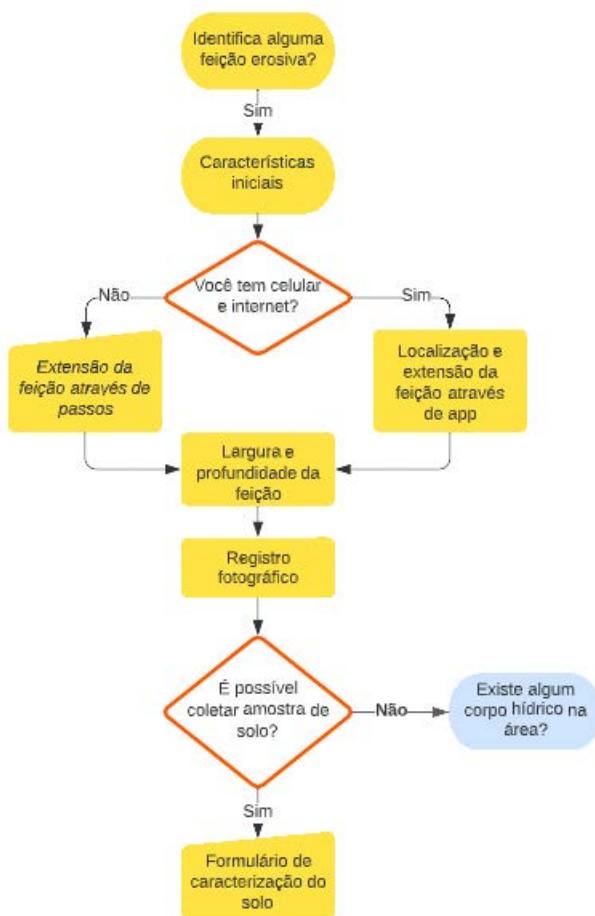 Identifica alguma
feição erosiva?
Sim
Características
iniciais
Você tem celular
e internet?
Não
Sim
Extensão da
feição através de
passos
Localização e
extensão da
feição através
de app
Largura e
profundidade da
feição
Registro
fotográfico
É possível
coletar amostra de
solo?
Não
Existe algum
corpo hídrico na
área?
Sim
Formulário de
caracterização do
solo